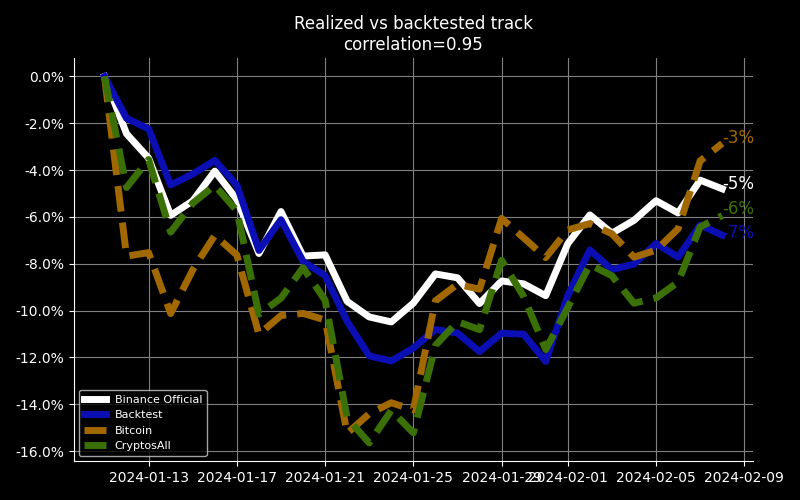 Realized vs backtested track
correlation=0.95
0.0%
-2.0%
-4.0%
-6.0%
-8.0%
-10.0%
-12.0%
-14.0%
-16.0%
-3%
-5%
-6%
-7%
Binance Official
Backtest
Bitcoin
CryptosAll
2024-01-13 2024-01-17 2024-01-21 2024-01-25 2024-01-29 2024-02-01 2024-02-05 2024-02-09